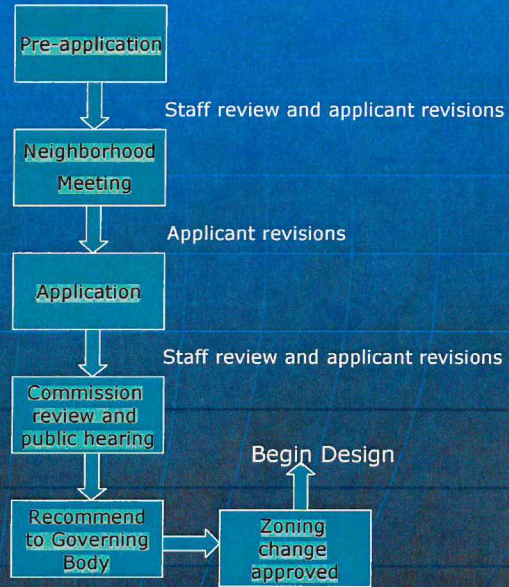 Pre-application
Staff review and applicant revisions
Neighborhood
Meeting
Applicant revisions
Application
Staff review and applicant revisions
Commission
review and
public hearing
Begin Design
Recommend
to Governing
Body
Zoning
change
approved